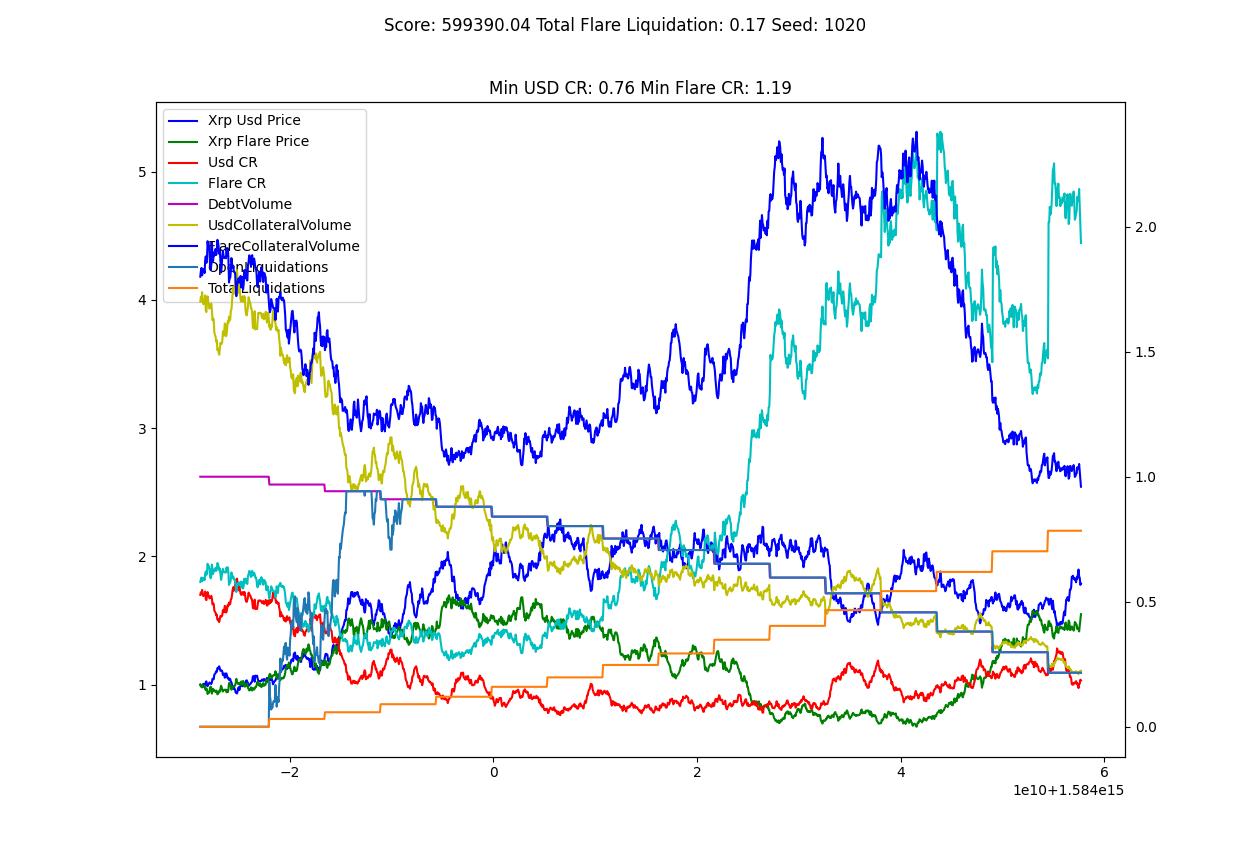 Score: 599390.04 Total Flare Liquidation: 0.17 Seed: 1020
Min USD CR: 0.76 Min Flare CR: 1.19
Xrp Usd Price
Xrp Flare Price
Usd CR
Flare CR
DebtVolume
UsdCollateralVolume
FlareCollateralVolume
OpenLiquidations
TotalLiquidations
5
4
3
2
1
2.0
1.5
1.0
0.5
0.0
−2
0
2
4
6
1e10+1.584e15